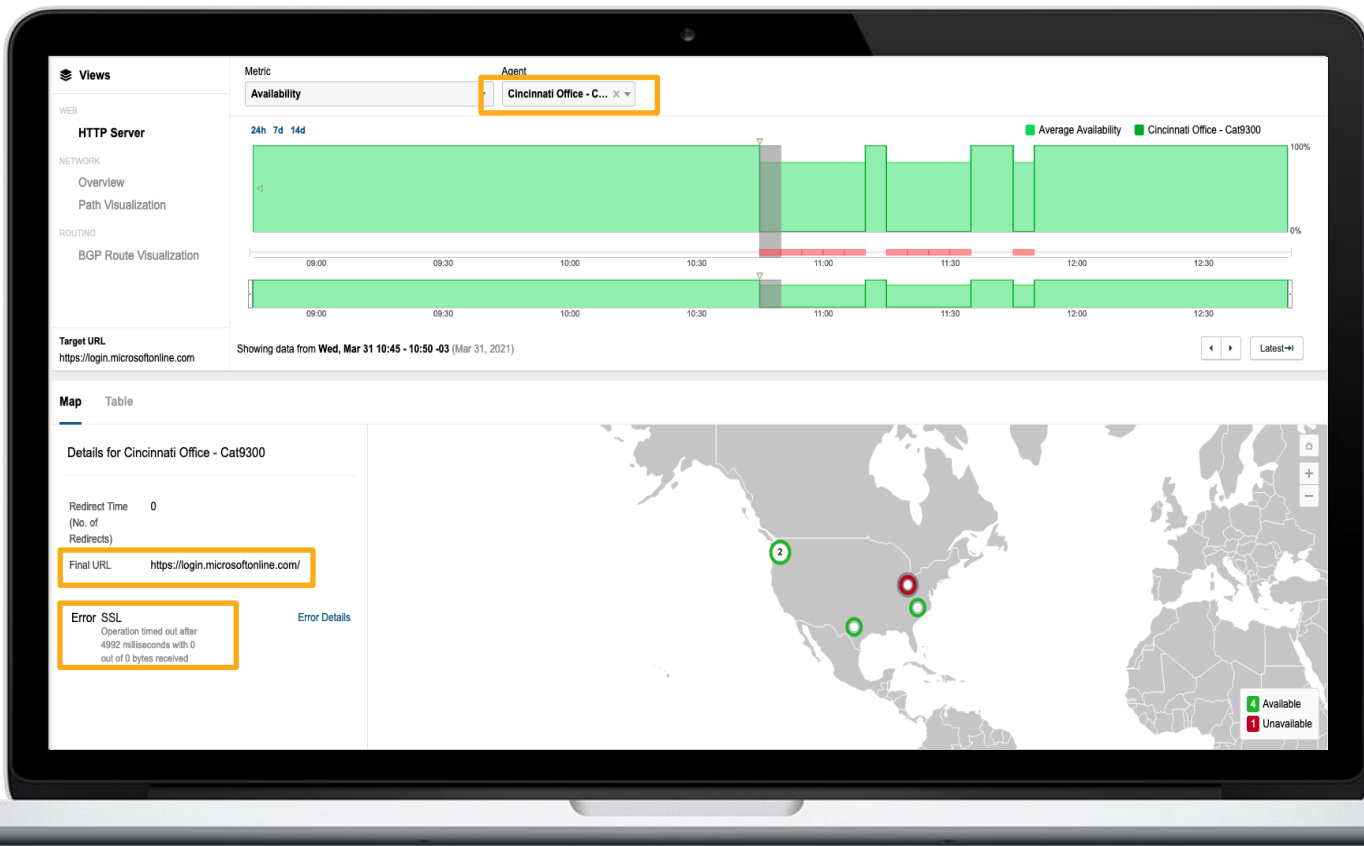 Views
WEB
HTTP Server
NETWORK
Overview
Path Visualization
ROUTING
BGP Route Visualization
Target URL
https://login.microsoftonline.com
Metric
Availability
Agent
Cincinnati Office - C... ×
24h 7d 14d
Average Availability Cincinnati Office - Cat9300
100%
0%
09:00 09:30 10:00 10:30 11:00 11:30 12:00 12:30
09:00 09:30 10:00 10:30 11:00 11:30 12:00 12:30
Showing data from Wed, Mar 31 10:45 - 10:50 -03 (Mar 31, 2021)
Latest
Map Table
Details for Cincinnati Office - Cat9300
Redirect Time 0
(No. of
Redirects)
Final URL https://login.microsoftonline.com/
Error SSL Error Details
Operation timed out after
4992 milliseconds with 0
out of 0 bytes received
2
+
−
4 Available
1 Unavailable